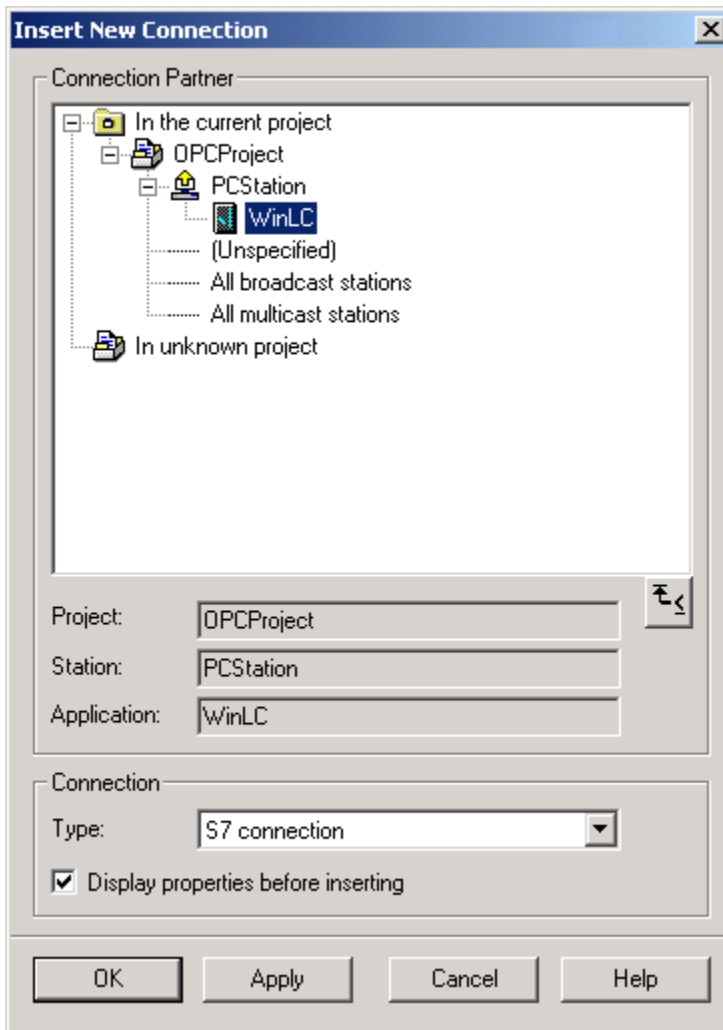 Insert New Connection
Connection Partner
In the current project
OPCProject
PCStation
WinLC
(Unspecified)
All broadcast stations
All multicast stations
In unknown project
Project: OPCProject
Station: PCStation
Application: WinLC
Connection
Type: S7 connection
Display properties before inserting
OK Apply Cancel Help